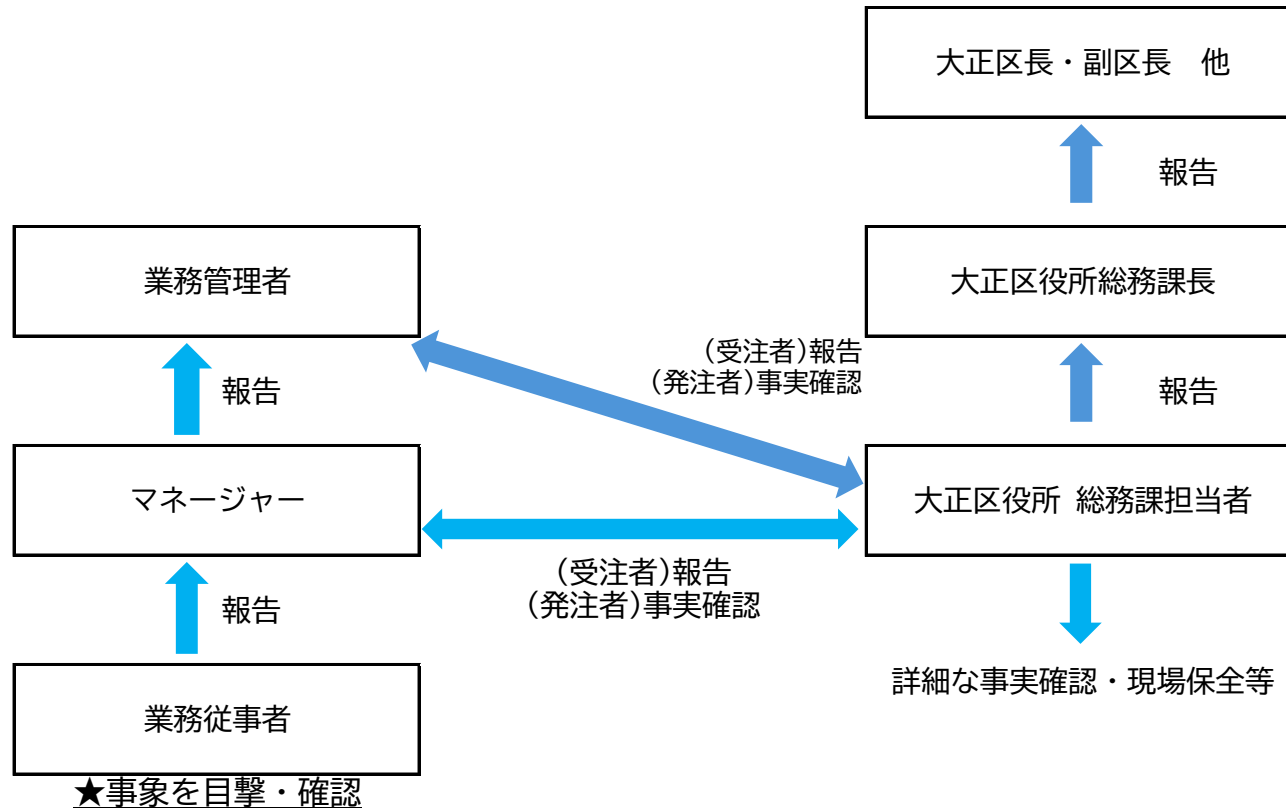 大正区長・副区長　他
報告
業務管理者
大正区役所総務課長
(受注者)報告
(発注者)事実確認
報告
報告
マネージャー
大正区役所 総務課担当者
(受注者)報告
(発注者)事実確認
報告
詳細な事実確認・現場保全等
業務従事者
★事象を目撃・確認